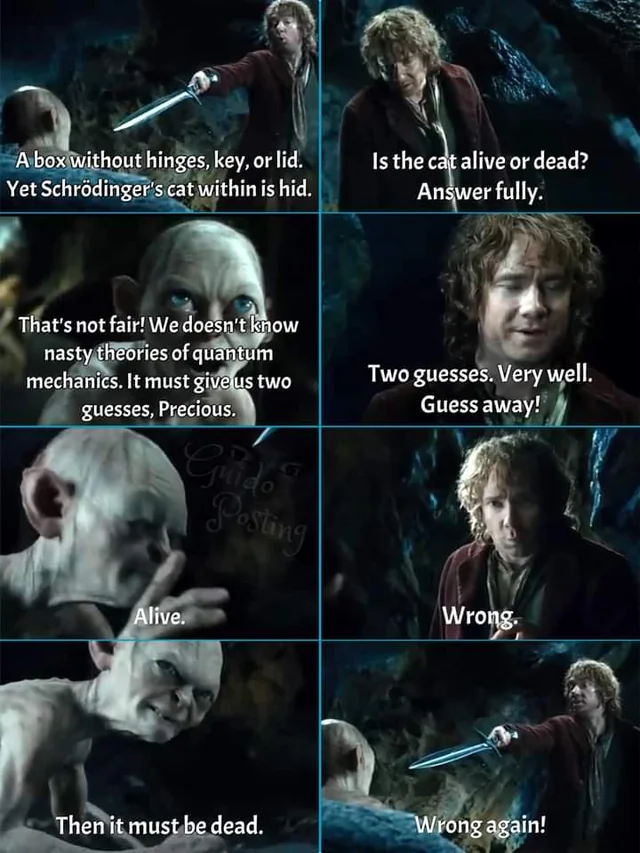 A box without hinges, key, or lid.
Yet Schrödinger's cat within is hid.
Is the cat alive or dead?
Answer fully.
That's not fair! We doesn't know
nasty theories of quantum
mechanics. It must give us two
guesses, Precious.
Two guesses. Very well.
Guess away!
Guido
Posting
Alive.
Wrong.
Then it must be dead.
Wrong again!